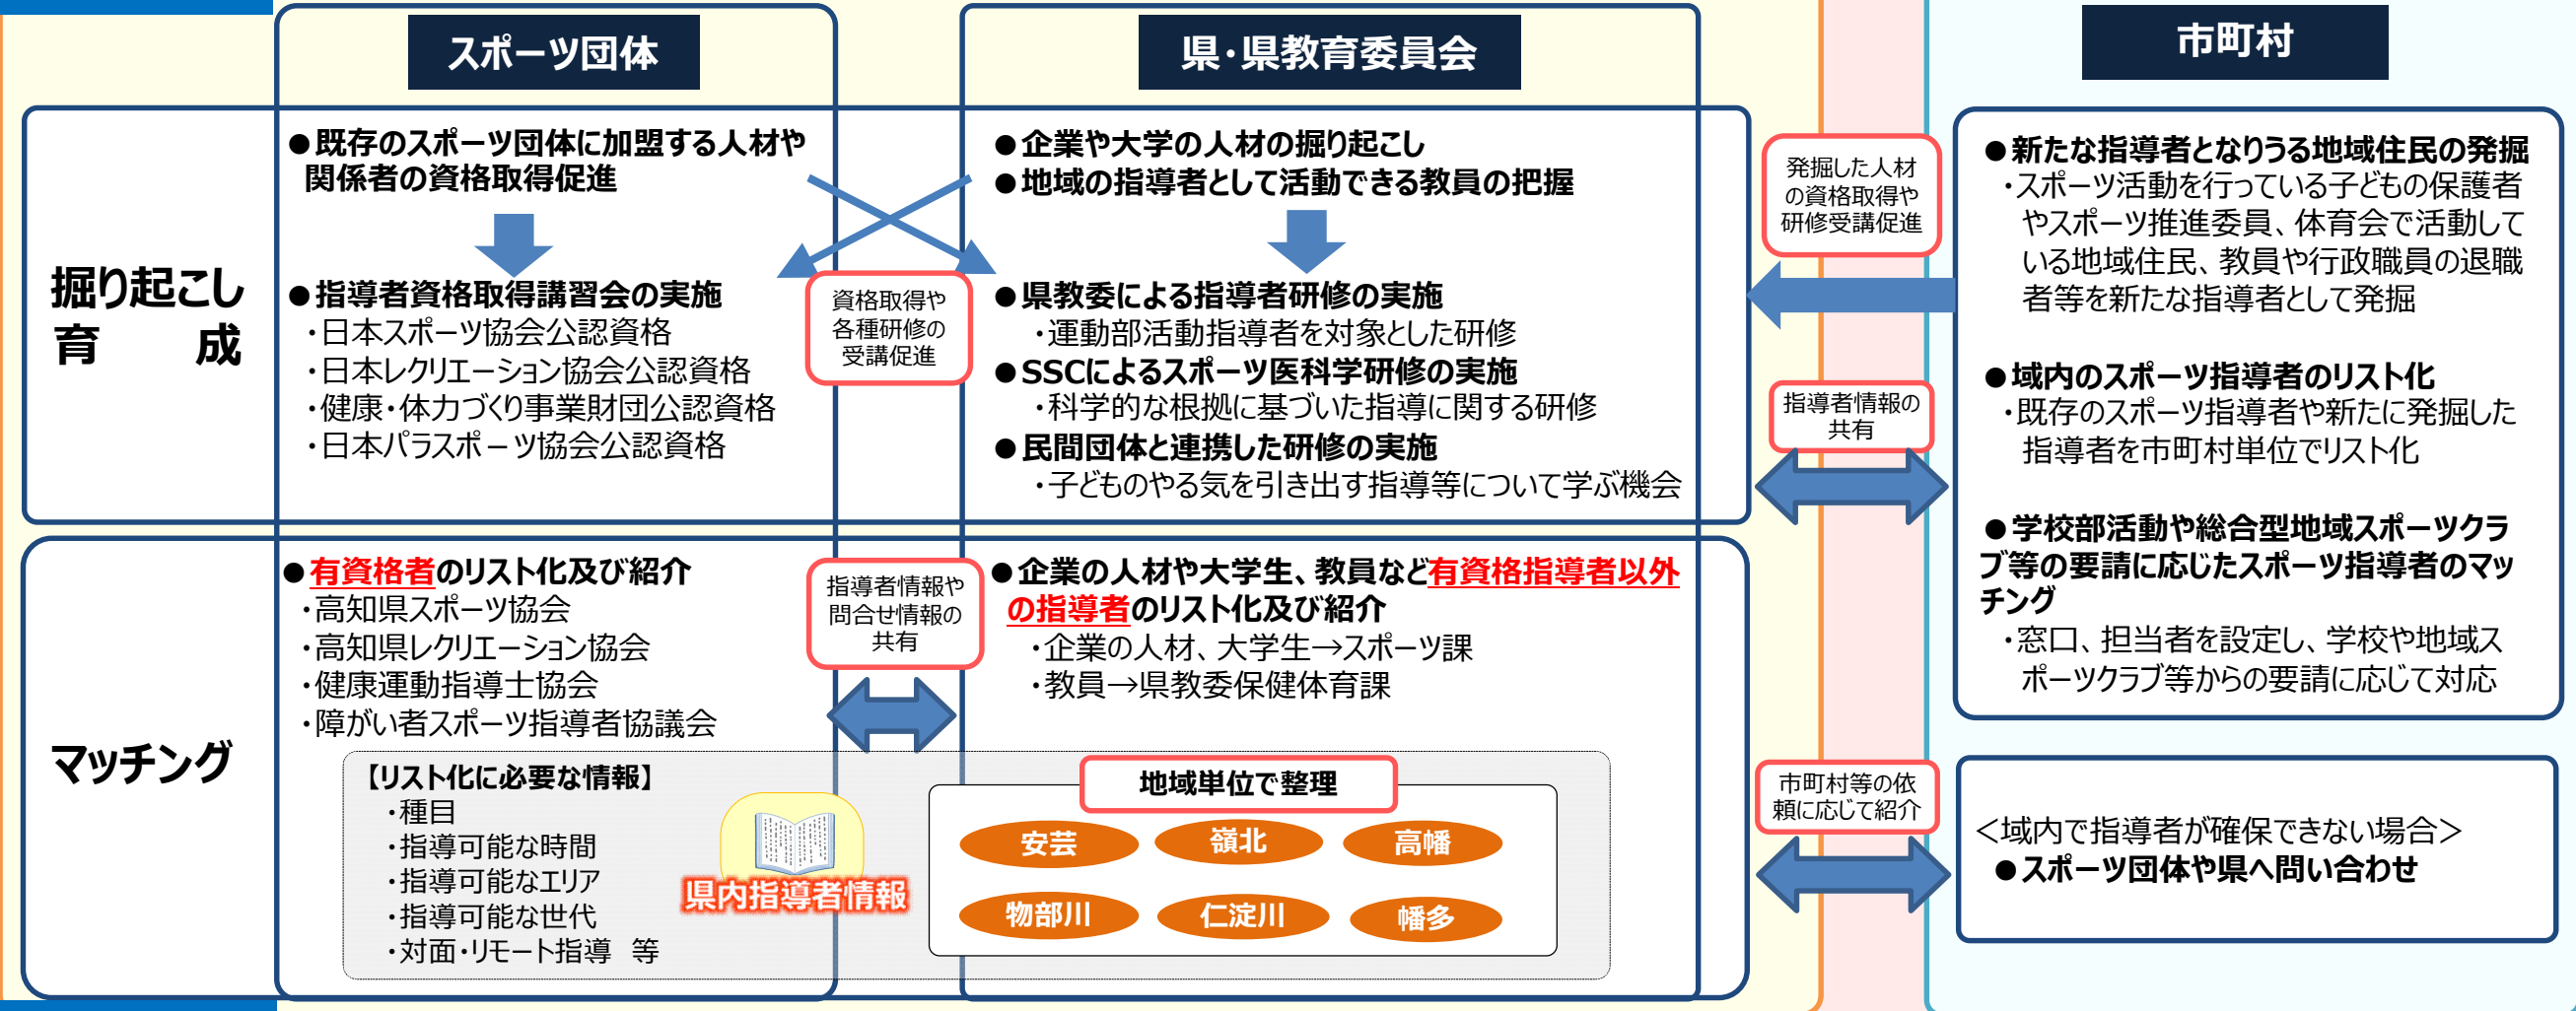 スポーツ団体
県・県教育委員会
市町村
掘り起こし
育　　成
●既存のスポーツ団体に加盟する人材や
関係者の資格取得促進
●指導者資格取得講習会の実施
・日本スポーツ協会公認資格
・日本レクリエーション協会公認資格
・健康・体力づくり事業財団公認資格
・日本パラスポーツ協会公認資格
資格取得や
各種研修の
受講促進
●企業や大学の人材の掘り起こし
●地域の指導者として活動できる教員の把握
●県教委による指導者研修の実施
・運動部活動指導者を対象とした研修
●SSCによるスポーツ医科学研修の実施
・科学的な根拠に基づいた指導に関する研修
●民間団体と連携した研修の実施
・子どものやる気を引き出す指導等について学ぶ機会
発掘した人材
の資格取得や
研修受講促進
指導者情報の
共有
●新たな指導者となりうる地域住民の発掘
・スポーツ活動を行っている子どもの保護者
やスポーツ推進委員、体育会で活動して
いる地域住民、教員や行政職員の退職
者等を新たな指導者として発掘
●域内のスポーツ指導者のリスト化
・既存のスポーツ指導者や新たに発掘した
指導者を市町村単位でリスト化
●学校部活動や総合型地域スポーツクラ
ブ等の要請に応じたスポーツ指導者のマッ
チング
・窓口、担当者を設定し、学校や地域ス
ポーツクラブ等からの要請に応じて対応
マッチング
●有資格者のリスト化及び紹介
・高知県スポーツ協会
・高知県レクリエーション協会
・健康運動指導士協会
・障がい者スポーツ指導者協議会
指導者情報や
問合せ情報の
共有
●企業の人材や大学生、教員など有資格指導者以外
の指導者のリスト化及び紹介
・企業の人材、大学生→スポーツ課
・教員→県教委保健体育課
【リスト化に必要な情報】
・種目
・指導可能な時間
・指導可能なエリア
・指導可能な世代
・対面・リモート指導　等
県内指導者情報
地域単位で整理
安芸
嶺北
高幡
物部川
仁淀川
幡多
市町村等の依
頼に応じて紹介
＜域内で指導者が確保できない場合＞
●スポーツ団体や県へ問い合わせ